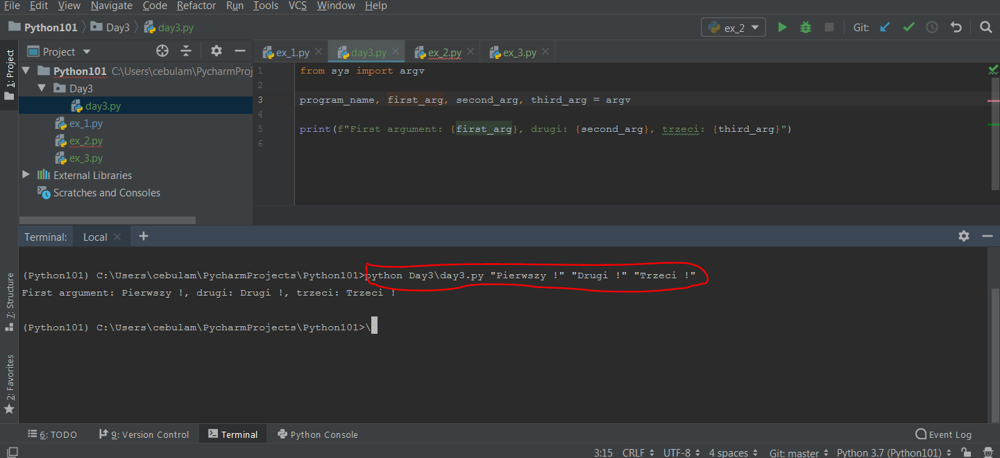 File Edit View Navigate Code Refactor Run Tools VCS Window Help
Python101 Day3 day3.py ex_2 Git:
1: Project
Project
Python101 C:\Users\cebulam\PycharmProj
Day3
day3.py
ex_1.py
ex_2.py
ex_3.py
External Libraries
Scratches and Consoles
ex_1.py day3.py ex_2.py ex_3.py
1 from sys import argv
2
3 program_name, first_arg, second_arg, third_arg = argv
4
5 print(f"First argument: {first_arg}, drugi: {second_arg}, trzeci: {third_arg}")
6
Terminal: Local +
(Python101) C:\Users\cebulam\PycharmProjects\Python101>python Day3\day3.py "Pierwszy !" "Drugi !" "Trzeci !"
First argument: Pierwszy !, drugi: Drugi !, trzeci: Trzeci !
(Python101) C:\Users\cebulam\PycharmProjects\Python101>\
7: Structure
2: Favorites
6: TODO 9: Version Control Terminal Python Console Event Log
3:15 CRLF UTF-8 4 spaces Git: master Python 3.7 (Python101)